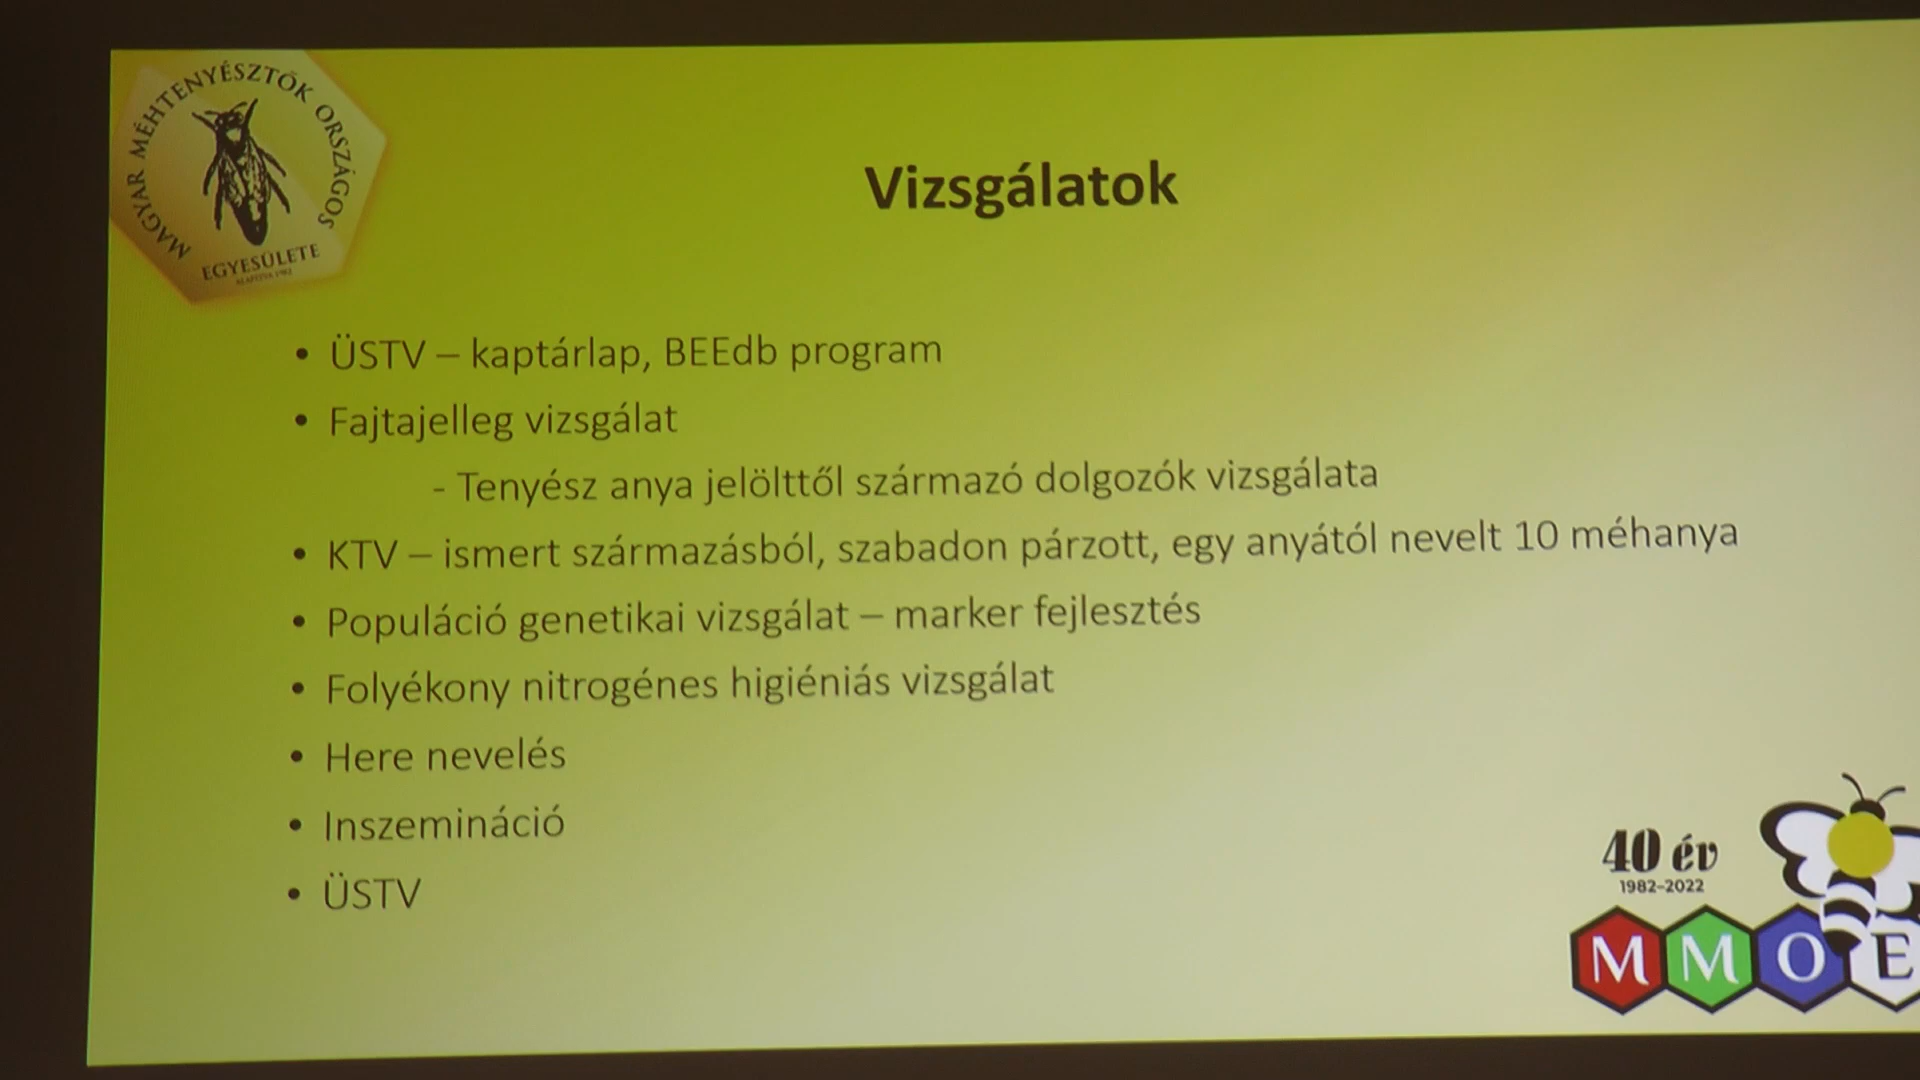 MAGYAR MÉHTENYÉSZTŐK ORSZÁGOS
EGYESÜLETE
ALAPÍTVA 1982
Vizsgálatok
• ÜSTV – kaptárlap, BEEdb program
• Fajtajelleg vizsgálat
- Tenyész anya jelölttől származó dolgozók vizsgálata
• KTV – ismert származásból, szabadon párzott, egy anyától nevelt 10 méhanya
• Populáció genetikai vizsgálat – marker fejlesztés
• Folyékony nitrogénes higiéniás vizsgálat
• Here nevelés
• Inszemináció
• ÜSTV
40 év
1982–2022
MMOE